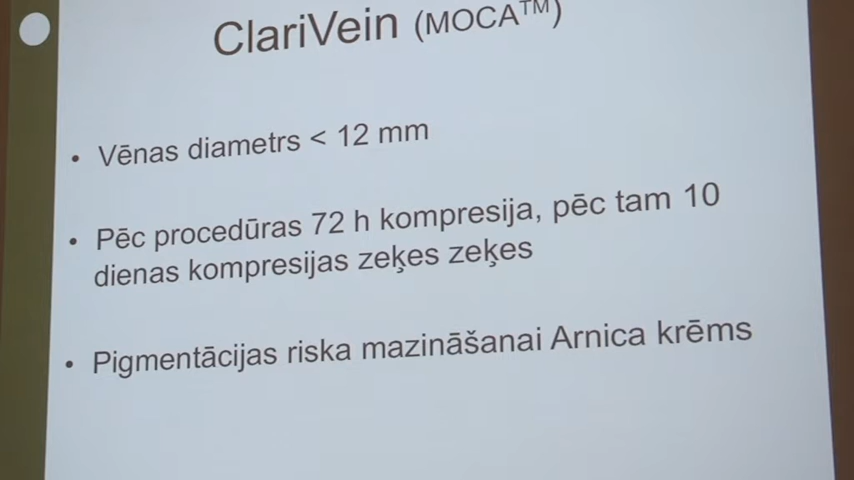 ClariVein (MOCA™)
• Vēnas diametrs < 12 mm
• Pēc procedūras 72 h kompresija, pēc tam 10
dienas kompresijas zeķes zeķes
• Pigmentācijas riska mazināšanai Arnica krēms